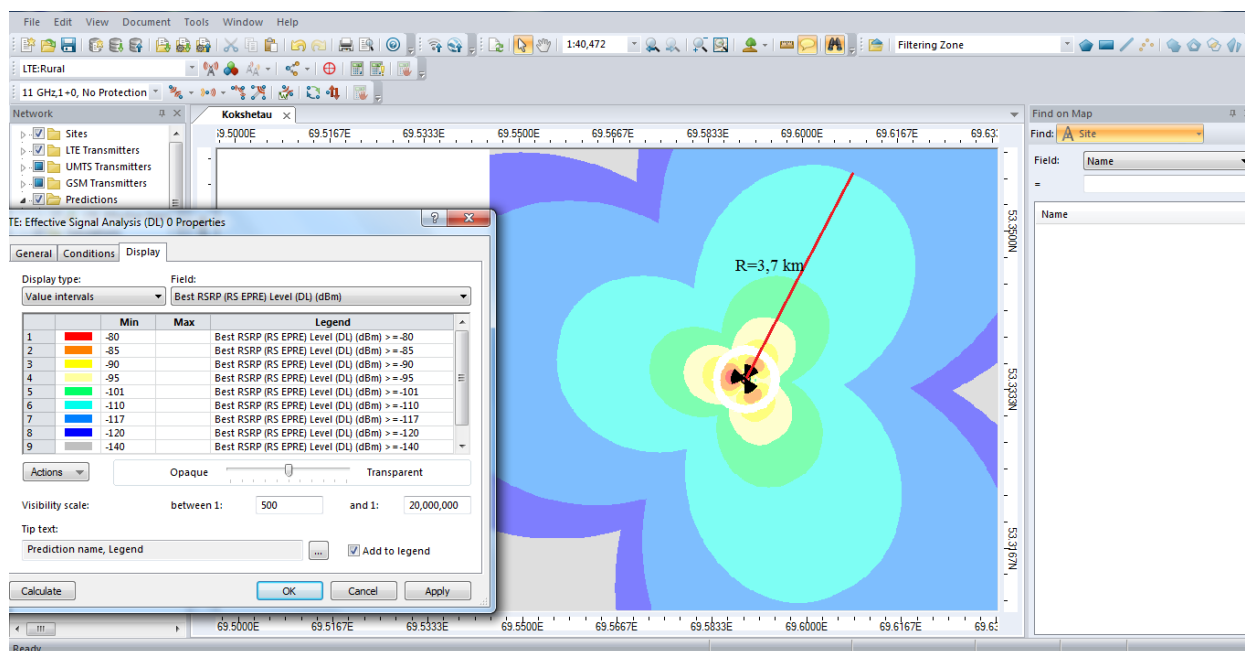 File Edit View Document Tools Window Help
1:40,472 Filtering Zone
LTE:Rural
11 GHz,1+0, No Protection
Network
Kokshetau
Find on Map
Sites
LTE Transmitters
UMTS Transmitters
GSM Transmitters
Predictions
69.5167E 69.5333E 69.5500E 69.5667E 69.5833E 69.6000E 69.6167E
Find: Site
Field: Name
=
Name
53.3500N
53.3333N
53.3167N
R=3,7 km
TE: Effective Signal Analysis (DL) 0 Properties
General Conditions Display
Display type: Field:
Value intervals Best RSRP (RS EPRE) Level (DL) (dBm)
Min Max Legend
1 -80 Best RSRP (RS EPRE) Level (DL) (dBm) >=-80
2 -85 Best RSRP (RS EPRE) Level (DL) (dBm) >=-85
3 -90 Best RSRP (RS EPRE) Level (DL) (dBm) >=-90
4 -95 Best RSRP (RS EPRE) Level (DL) (dBm) >=-95
5 -101 Best RSRP (RS EPRE) Level (DL) (dBm) >=-101
6 -110 Best RSRP (RS EPRE) Level (DL) (dBm) >=-110
7 -117 Best RSRP (RS EPRE) Level (DL) (dBm) >=-117
8 -120 Best RSRP (RS EPRE) Level (DL) (dBm) >=-120
9 -140 Best RSRP (RS EPRE) Level (DL) (dBm) >=-140
Actions Opaque Transparent
Visibility scale: between 1: 500 and 1: 20,000,000
Tip text:
Prediction name, Legend ... Add to legend
Calculate OK Cancel Apply
69.5000E 69.5167E 69.5333E 69.5500E 69.5667E 69.5833E 69.6000E 69.6167E
Ready